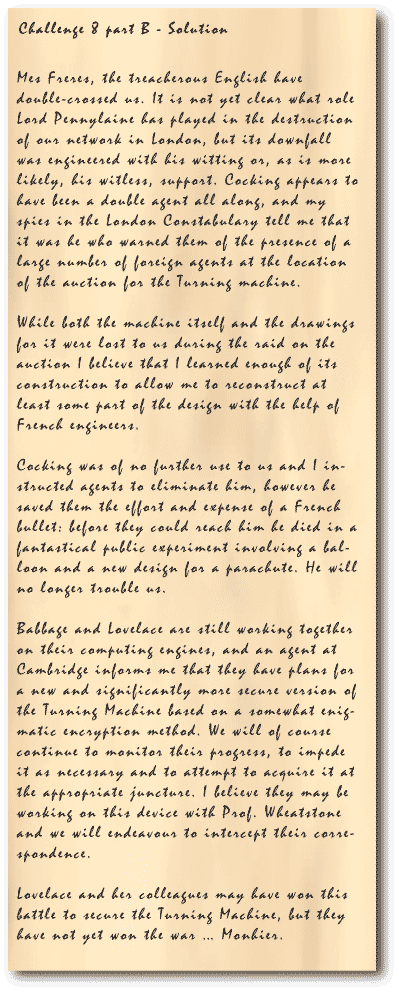 Challenge 8 part B - Solution
Mes Freres, the treacherous English have
double-crossed us. It is not yet clear what role
Lord Pennylaine has played in the destruction
of our network in London, but its downfall
was engineered with his witting or, as is more
likely, his witless, support. Cocking appears to
have been a double agent all along, and my
spies in the London Constabulary tell me that
it was he who warned them of the presence of a
large number of foreign agents at the location
of the auction for the Turning machine.
While both the machine itself and the drawings
for it were lost to us during the raid on the
auction I believe that I learned enough of its
construction to allow me to reconstruct at
least some part of the design with the help of
French engineers.
Cocking was of no further use to us and I in-
structed agents to eliminate him, however he
saved them the effort and expense of a French
bullet: before they could reach him he died in a
fantastical public experiment involving a bal-
loon and a new design for a parachute. He will
no longer trouble us.
Babbage and Lovelace are still working together
on their computing engines, and an agent at
Cambridge informs me that they have plans for
a new and significantly more secure version of
the Turning Machine based on a somewhat enig-
matic encryption method. We will of course
continue to monitor their progress, to impede
it as necessary and to attempt to acquire it at
the appropriate juncture. I believe they may be
working on this device with Prof. Wheatstone
and we will endeavour to intercept their corre-
spondence.
Lovelace and her colleagues may have won this
battle to secure the Turning Machine, but they
have not yet won the war ... Monhier.